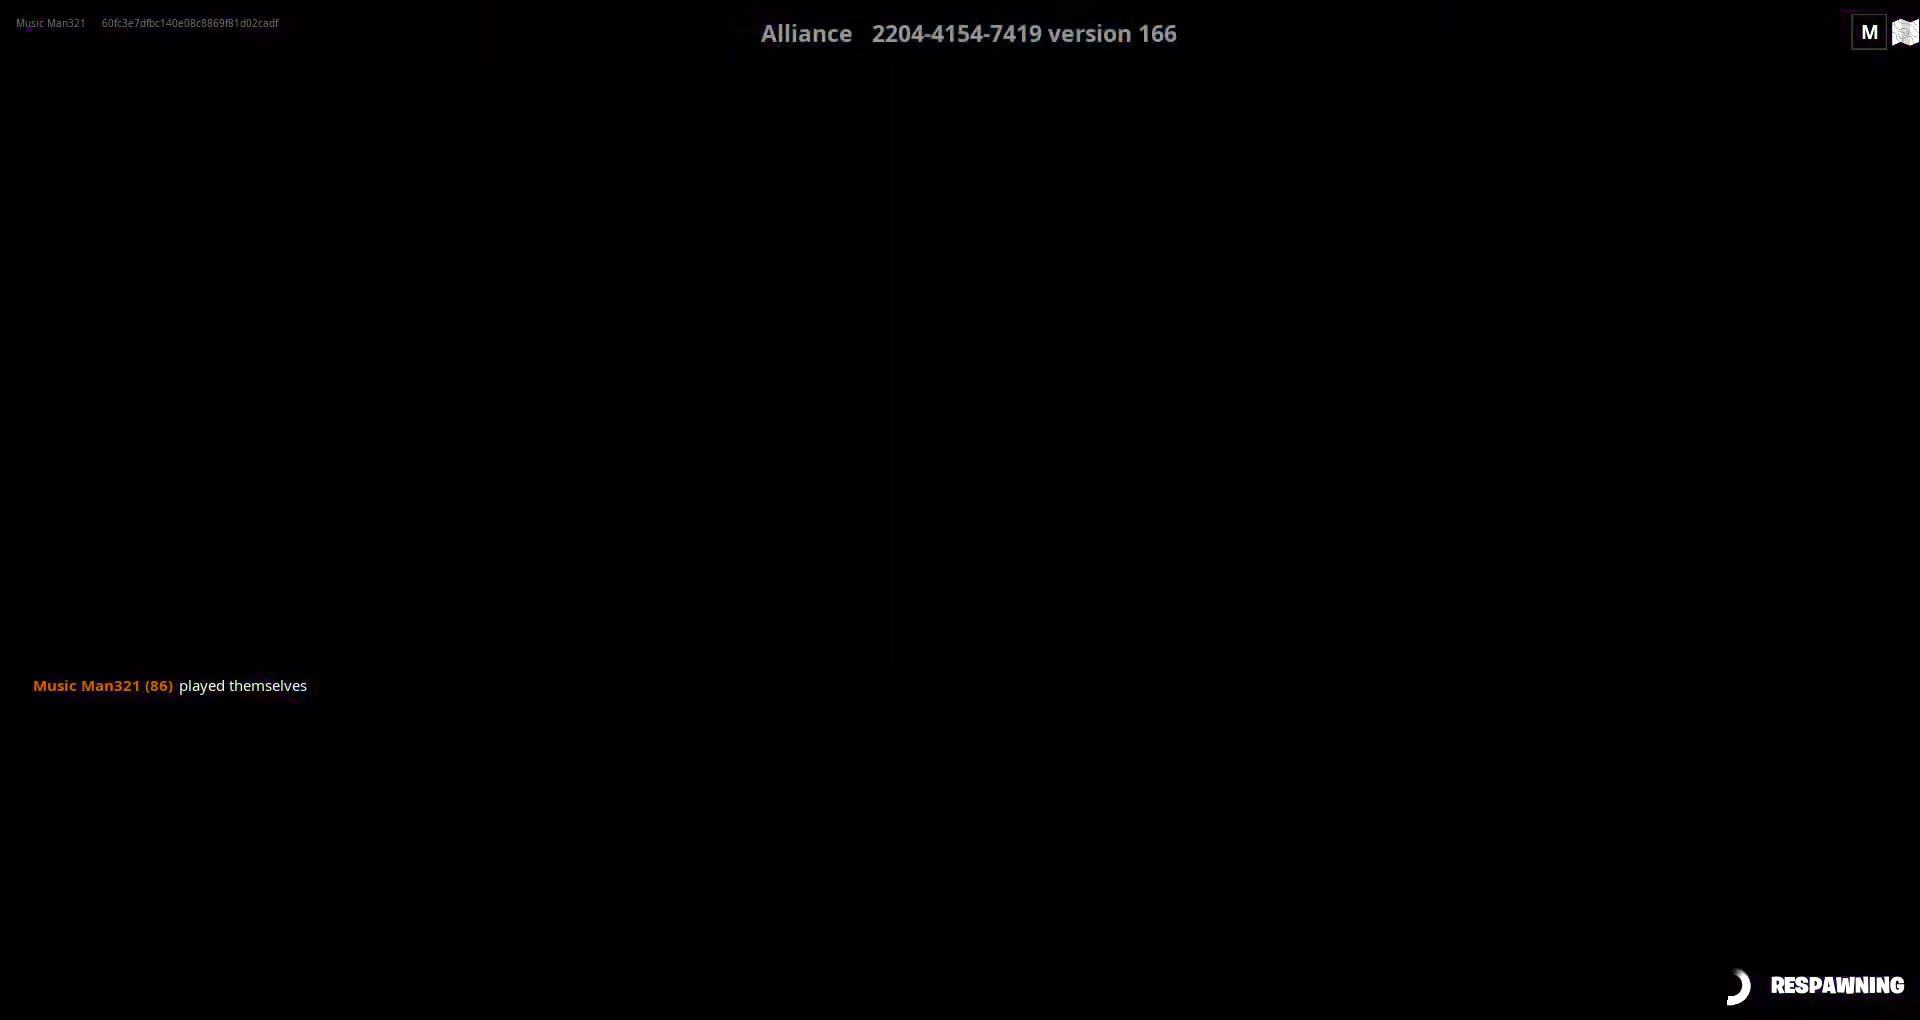 Music Man321 60fc3e7dfbc140e08c8869f81d02cadf
Alliance 2204-4154-7419 version 166
M
Music Man321 (86) played themselves
RESPAWNING